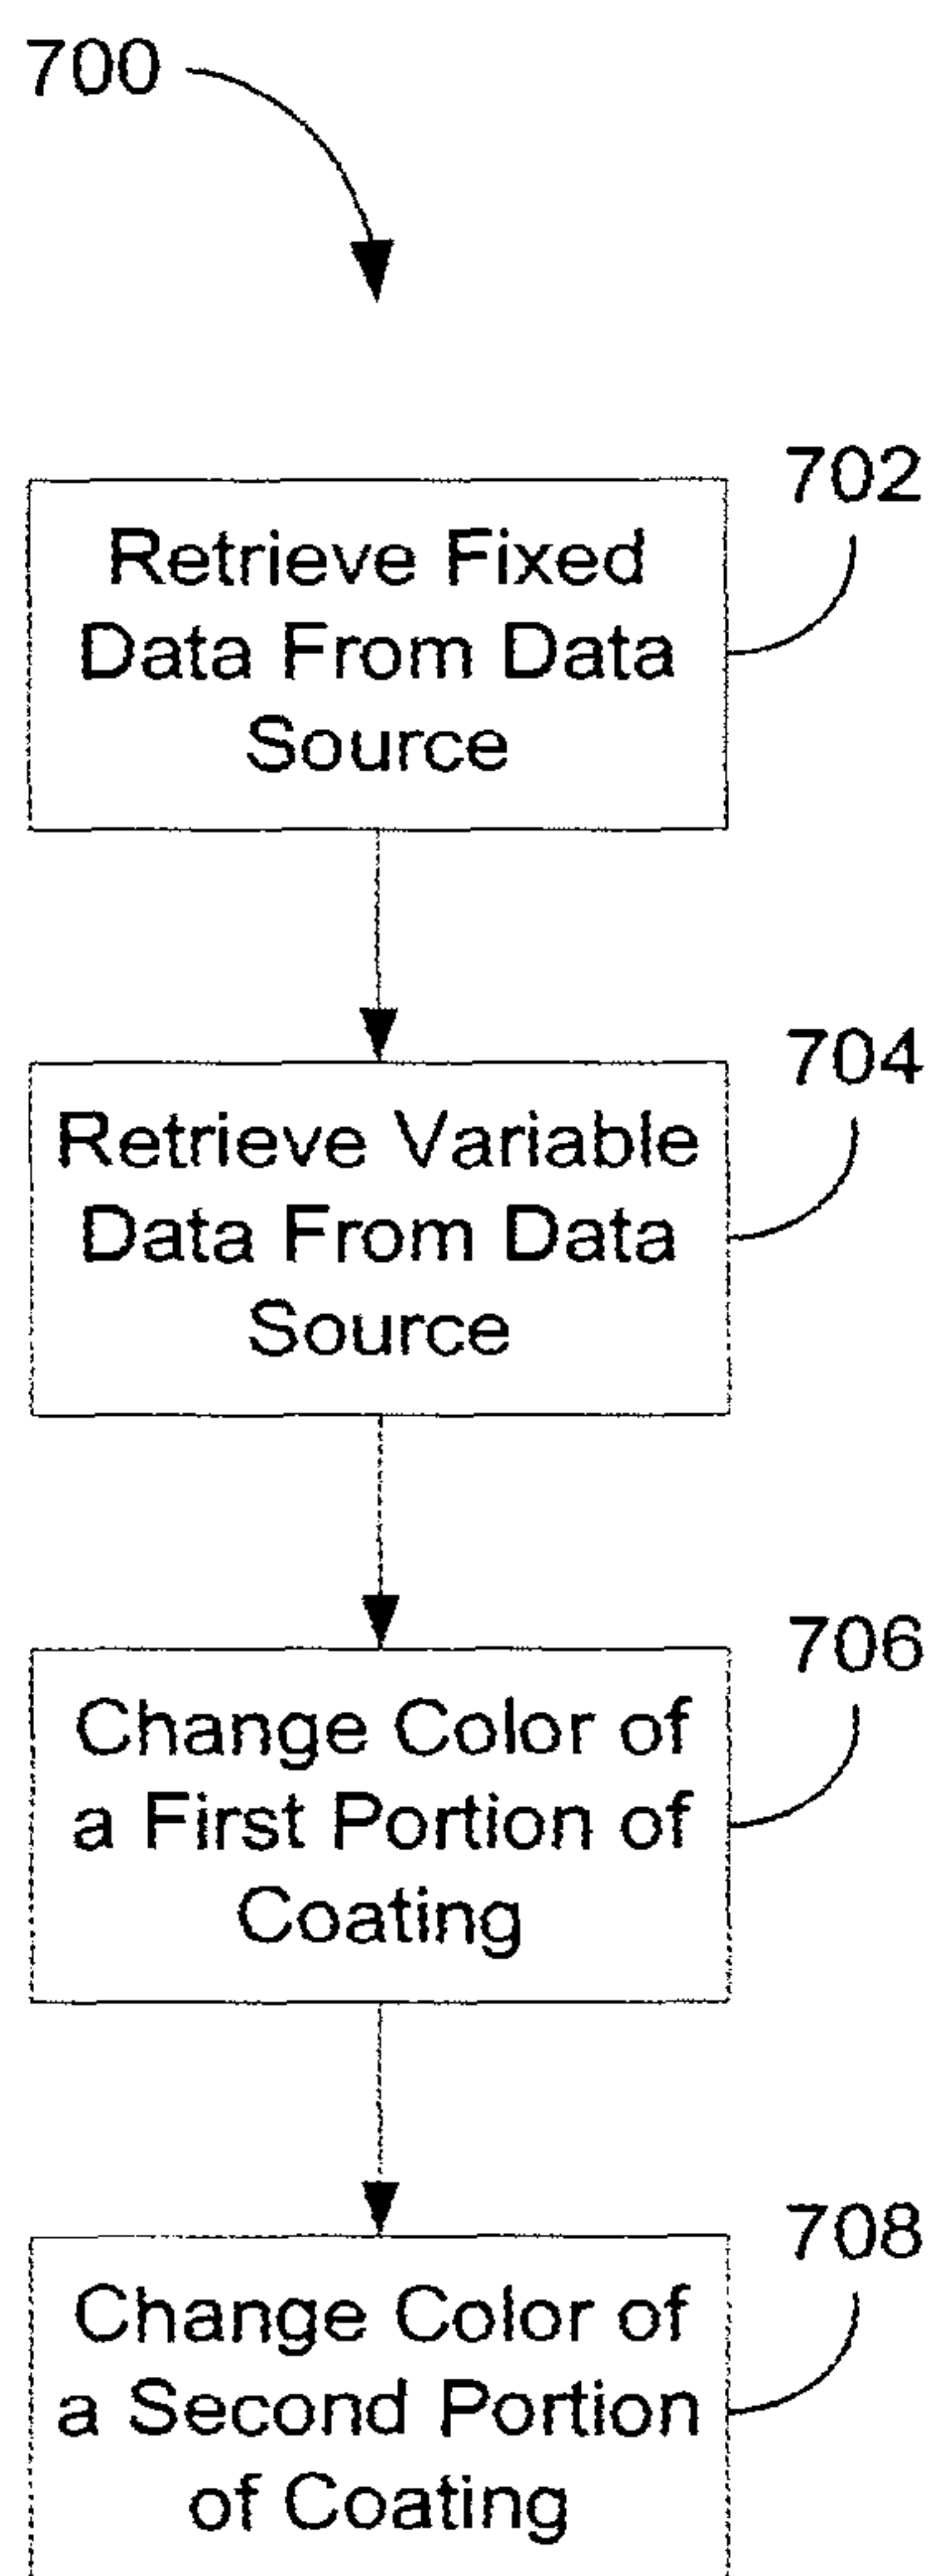 700
702
Retrieve Fixed
Data From Data
Source
704
Retrieve Variable
Data From Data
Source
706
Change Color of
a First Portion of
Coating
708
Change Color of
a Second Portion
of Coating